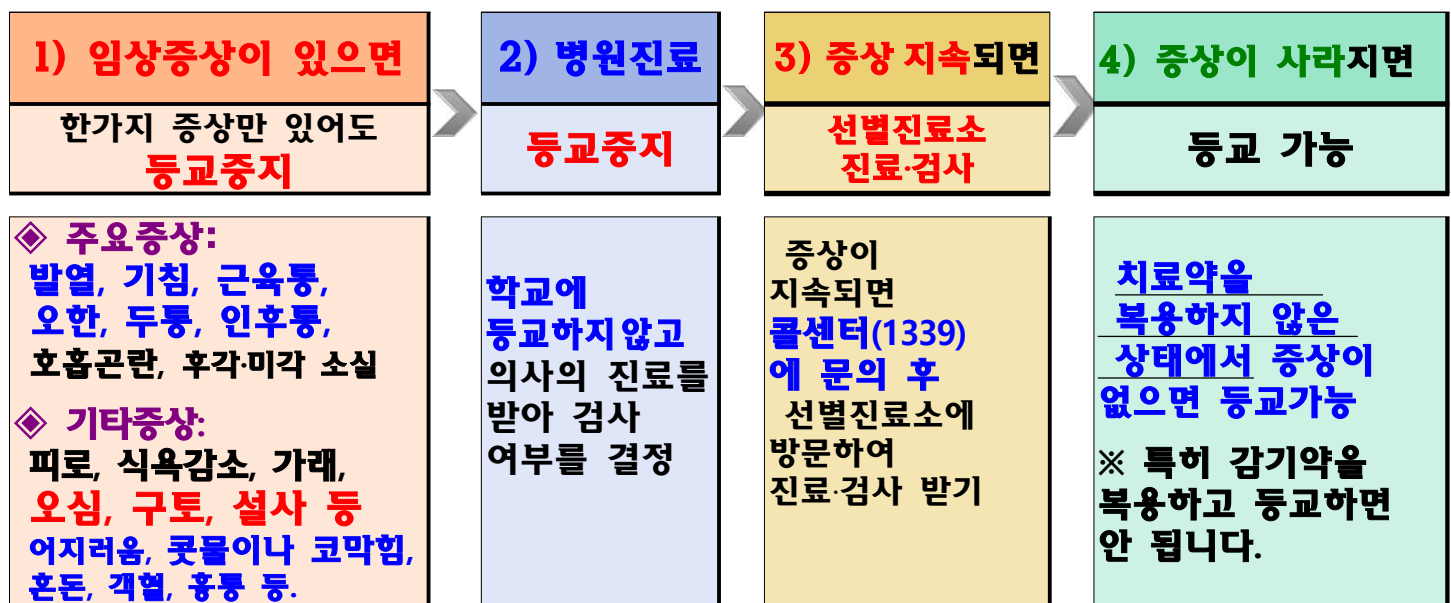 1) 임상증상이 있으면
한가지 증상만 있어도
등교중지
◈ 주요증상:
발열, 기침, 근육통,
오한, 두통, 인후통,
호흡곤란, 후각·미각 소실
◈ 기타증상:
피로, 식욕감소, 가래,
오심, 구토, 설사 등
어지러움, 콧물이나 코막힘,
혼돈, 객혈, 흉통 등.
2) 병원진료
등교중지
학교에
등교하지 않고
의사의 진료를
받아 검사
여부를 결정
3) 증상 지속되면
선별진료소
진료·검사
증상이
지속되면
콜센터(1339)
에 문의 후
선별진료소에
방문하여
진료·검사 받기
4) 증상이 사라지면
등교 가능
치료약을
복용하지 않은
상태에서 증상이
없으면 등교가능
※ 특히 감기약을
복용하고 등교하면
안 됩니다.